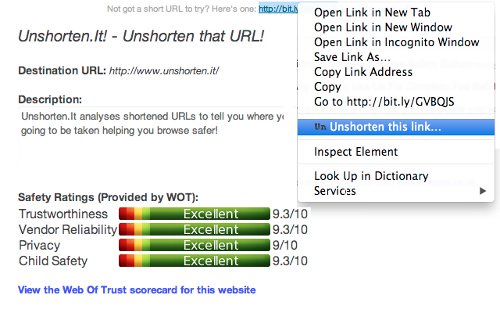 Not got a short URL to try? Here's one: http://bit.ly
Unshorten.It! - Unshorten that URL!
Destination URL: http://www.unshorten.it/
Description:
Unshorten.It analyses shortened URLs to tell you where yo
going to be taken helping you browse safer!
Safety Ratings (Provided by WOT):
Trustworthiness Excellent 9.3/10
Vendor Reliability Excellent 9.3/10
Privacy Excellent 9/10
Child Safety Excellent 9.3/10
View the Web Of Trust scorecard for this website
Open Link in New Tab
Open Link in New Window
Open Link in Incognito Window
Save Link As...
Copy Link Address
Copy
Go to http://bit.ly/GVBQJS
Un Unshorten this link...
Inspect Element
Look Up in Dictionary
Services